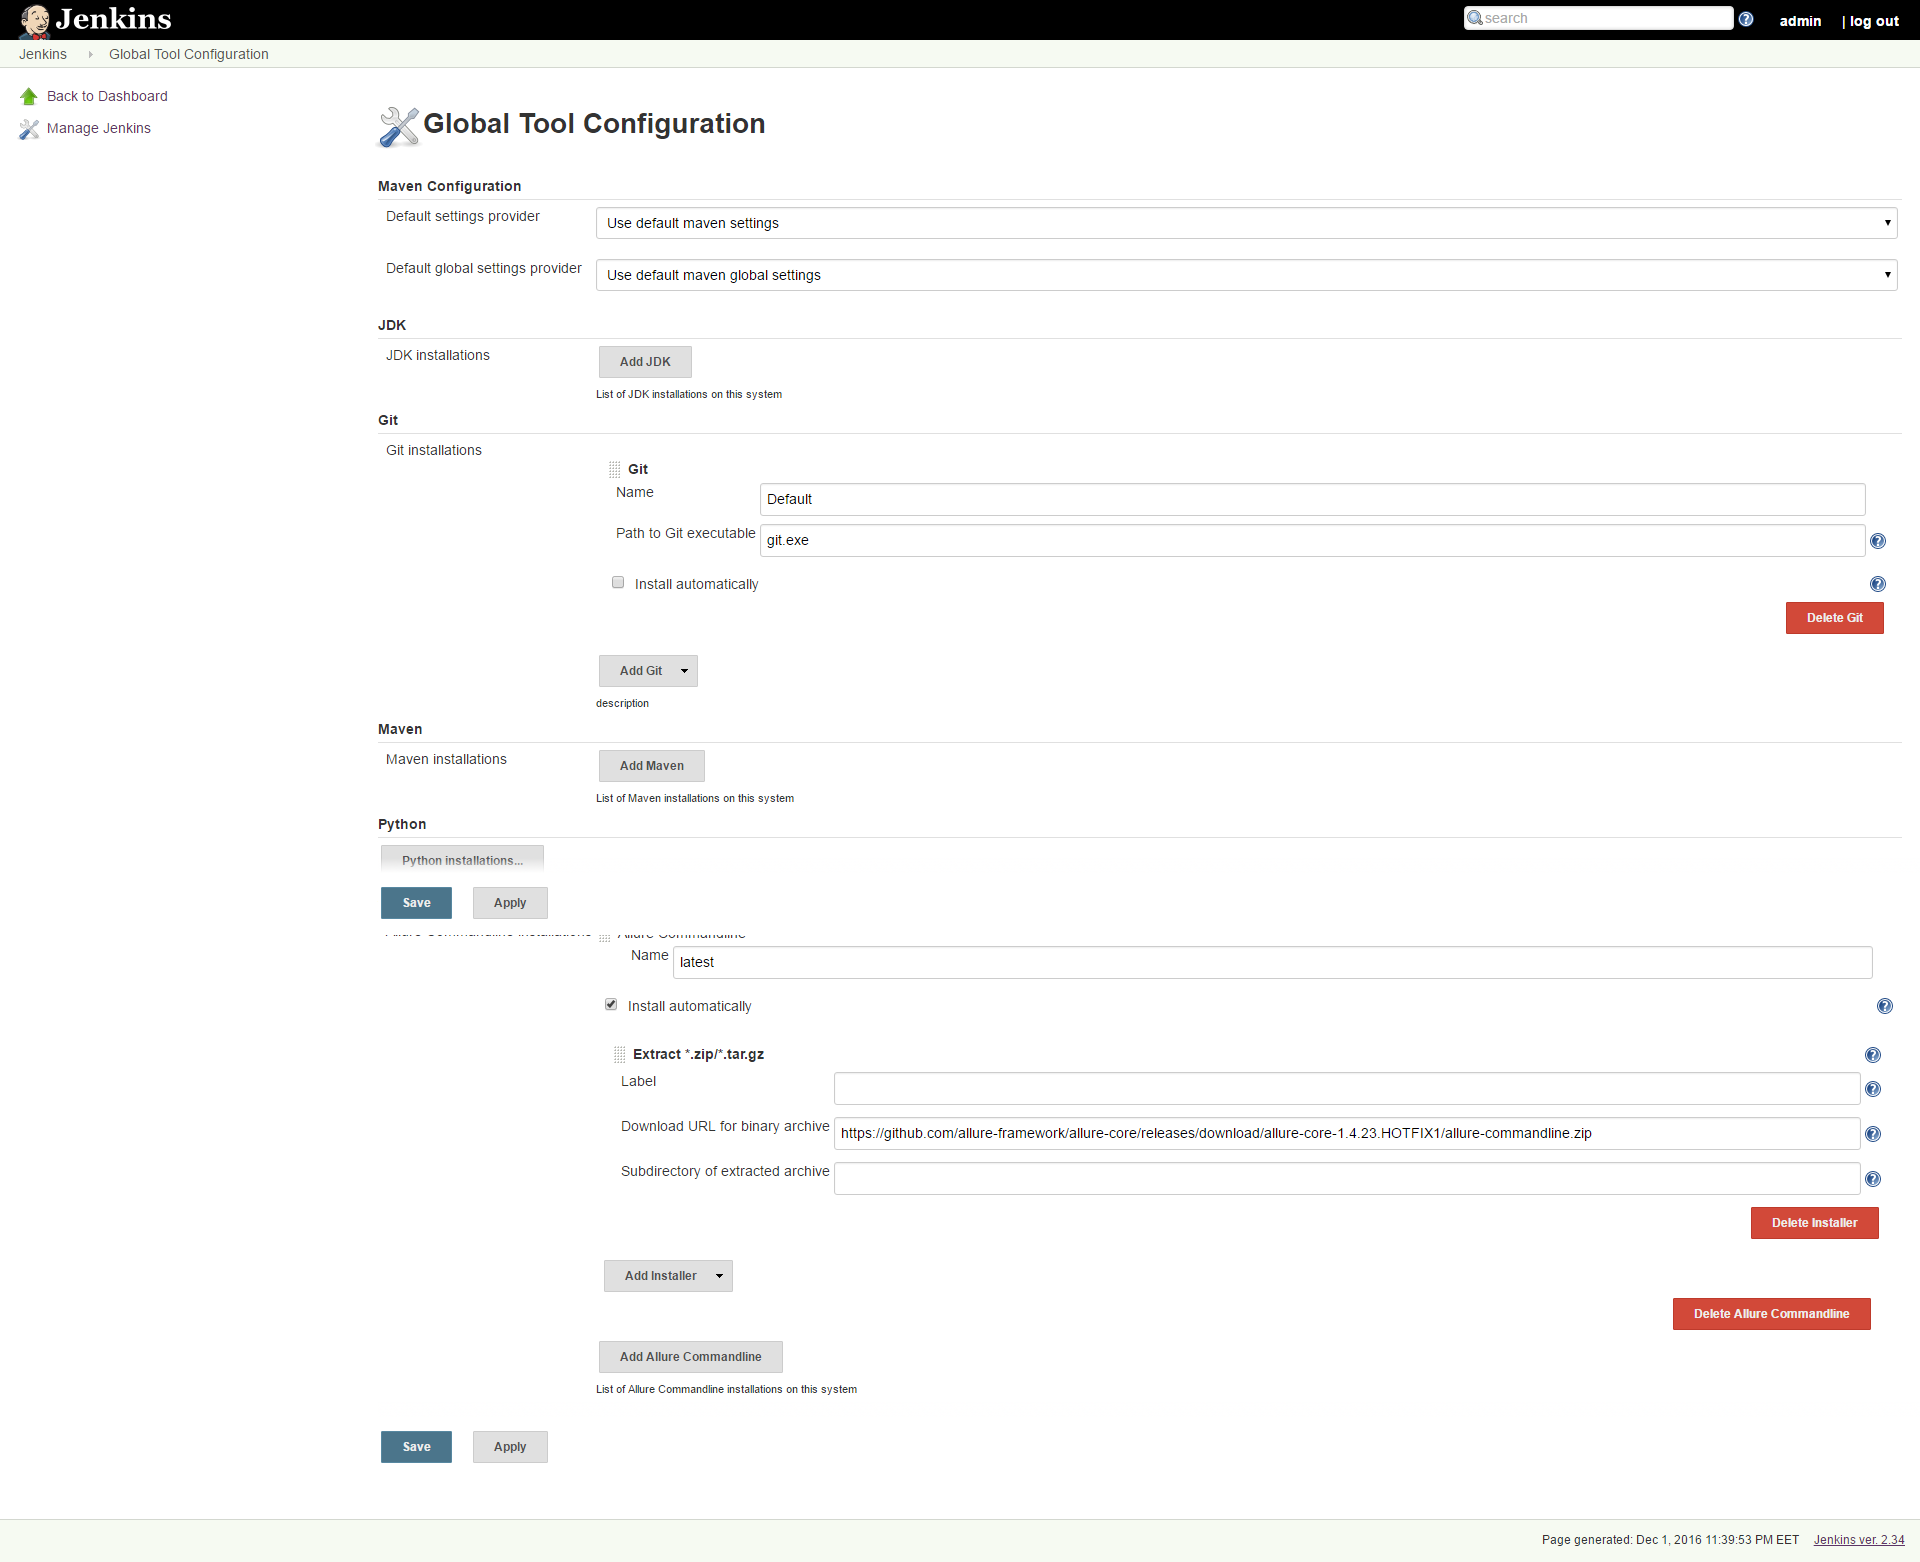 Jenkins
search
admin
| log out
Jenkins
Global Tool Configuration
Back to Dashboard
Manage Jenkins
Global Tool Configuration
Maven Configuration
Default settings provider
Use default maven settings
Default global settings provider
Use default maven global settings
JDK
JDK installations
Add JDK
List of JDK installations on this system
Git
Git installations
Git
Name
Default
Path to Git executable
git.exe
Install automatically
Delete Git
Add Git
description
Maven
Maven installations
Add Maven
List of Maven installations on this system
Python
Python installations...
Save
Apply
Allure Commandline installations
Allure Commandline
Name
latest
Install automatically
Extract *.zip/*.tar.gz
Label
Download URL for binary archive
https://github.com/allure-framework/allure-core/releases/download/allure-core-1.4.23.HOTFIX1/allure-commandline.zip
Subdirectory of extracted archive
Delete Installer
Add Installer
Delete Allure Commandline
Add Allure Commandline
List of Allure Commandline installations on this system
Save
Apply
Page generated: Dec 1, 2016 11:39:53 PM EET
Jenkins ver. 2.34